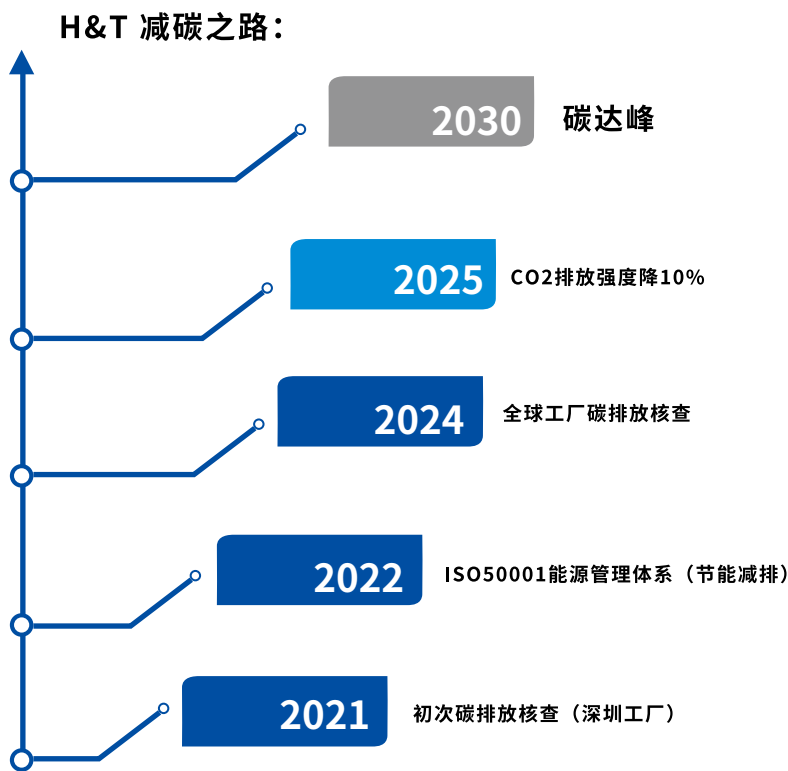 H&T 减碳之路：
2030 碳达峰
2025 CO2排放强度降10%
2024 全球工厂碳排放核查
2022 ISO50001能源管理体系（节能减排）
2021 初次碳排放核查（深圳工厂）